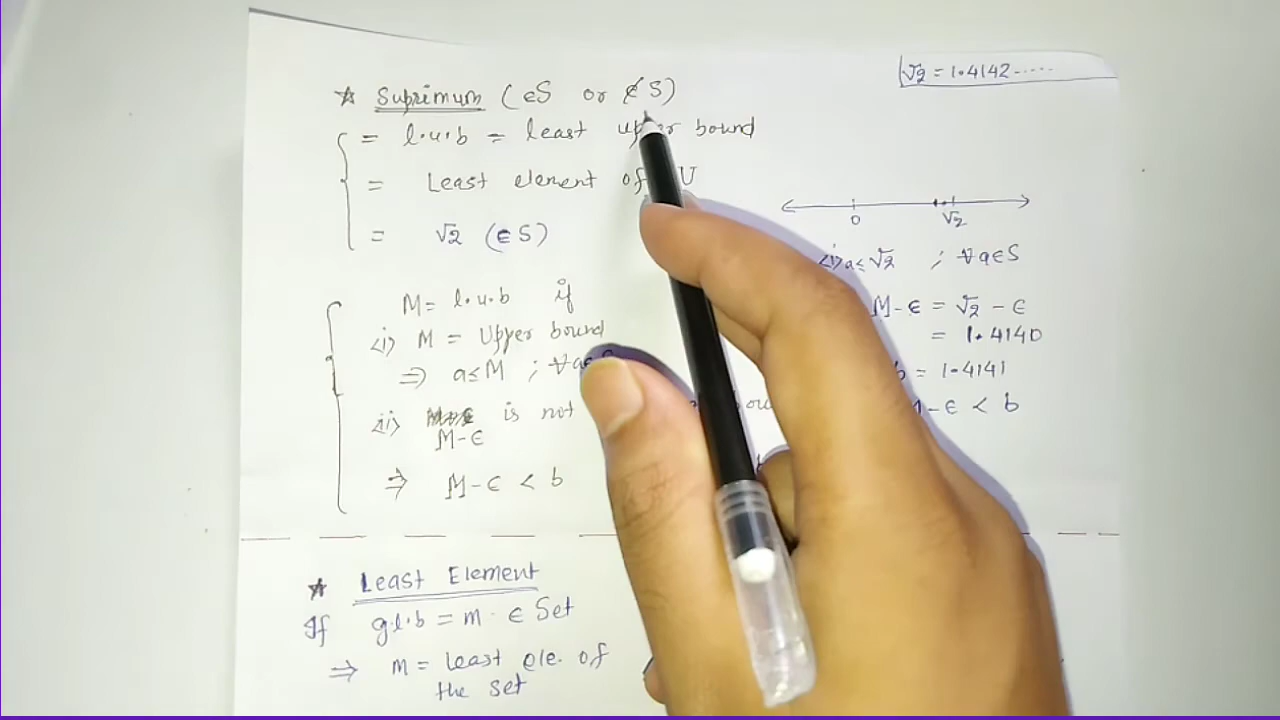 √2 = 1.4142-----
★ Suprimum (∈S or ∉S)
= l.u.b = least upper bound
= Least element of U
= √2 (∈S)
0 √2
<i> a≤√2 ; ∀a∈S
M-ϵ = √2 - ϵ
= 1.4140
b = 1.4141
-ϵ < b
M = l.u.b if
<i> M = Upper bound
⇒ a≤M ; ∀a∈
<ii> is not
M-ϵ
⇒ M-ϵ < b
★ Least Element
If g.l.b = m ∈ Set
⇒ m = least ele. of
the set